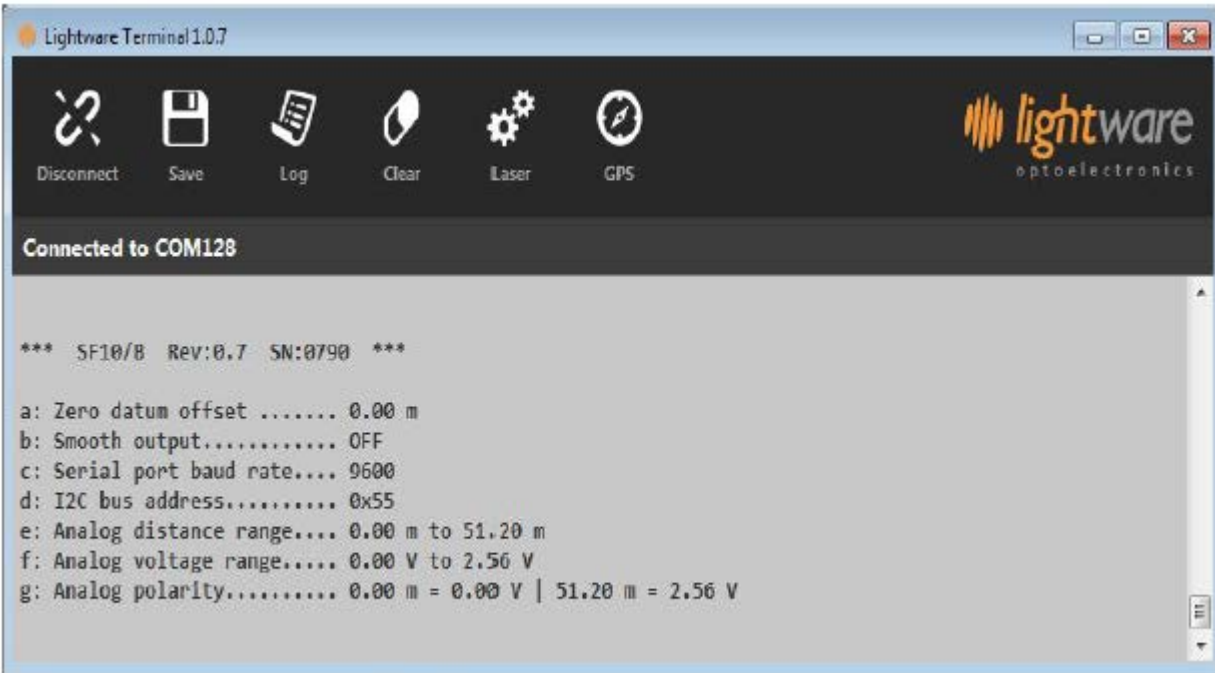 Lightware Terminal 1.0.7
Disconnect Save Log Clear Laser GPS
lightware
optoelectronics
Connected to COM128
*** SF10/B Rev:0.7 SN:0790 ***
a: Zero datum offset ....... 0.00 m
b: Smooth output............ OFF
c: Serial port baud rate.... 9600
d: I2C bus address.......... 0x55
e: Analog distance range.... 0.00 m to 51.20 m
f: Analog voltage range..... 0.00 V to 2.56 V
g: Analog polarity.......... 0.00 m = 0.00 V | 51.20 m = 2.56 V